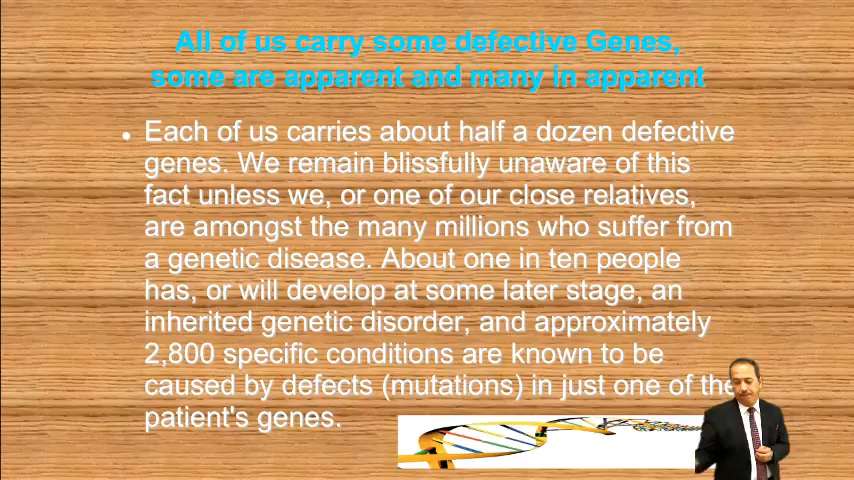 All of us carry some defective Genes,
some are apparent and many in apparent
• Each of us carries about half a dozen defective
genes. We remain blissfully unaware of this
fact unless we, or one of our close relatives,
are amongst the many millions who suffer from
a genetic disease. About one in ten people
has, or will develop at some later stage, an
inherited genetic disorder, and approximately
2,800 specific conditions are known to be
caused by defects (mutations) in just one of the
patient's genes.